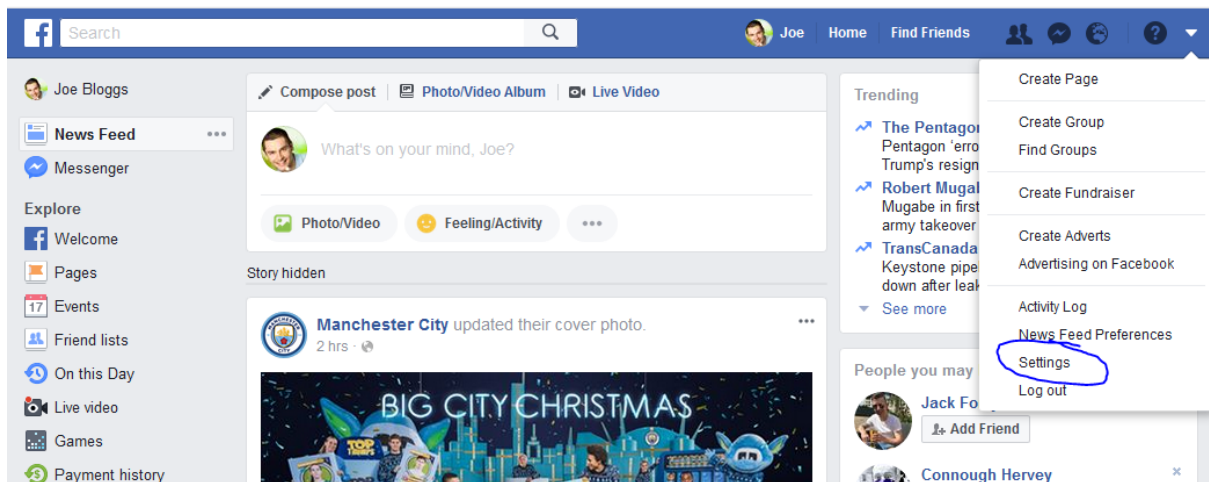 Search
Joe
Home
Find Friends
Joe Bloggs
News Feed
Messenger
Explore
Welcome
Pages
17 Events
Friend lists
On this Day
Live video
Games
Payment history
Compose post
Photo/Video Album
Live Video
What's on your mind, Joe?
Photo/Video
Feeling/Activity
Story hidden
Manchester City updated their cover photo.
2 hrs
BIG CITY CHRISTMAS
TOP
TRUMPS
Trending
The Pentagon
Pentagon 'erro
Trump's resign
Robert Mugab
Mugabe in first
army takeover
TransCanada
Keystone pipe
down after leak
See more
People you may
Jack Fo
Add Friend
Connough Hervey
Create Page
Create Group
Find Groups
Create Fundraiser
Create Adverts
Advertising on Facebook
Activity Log
News Feed Preferences
Settings
Log out